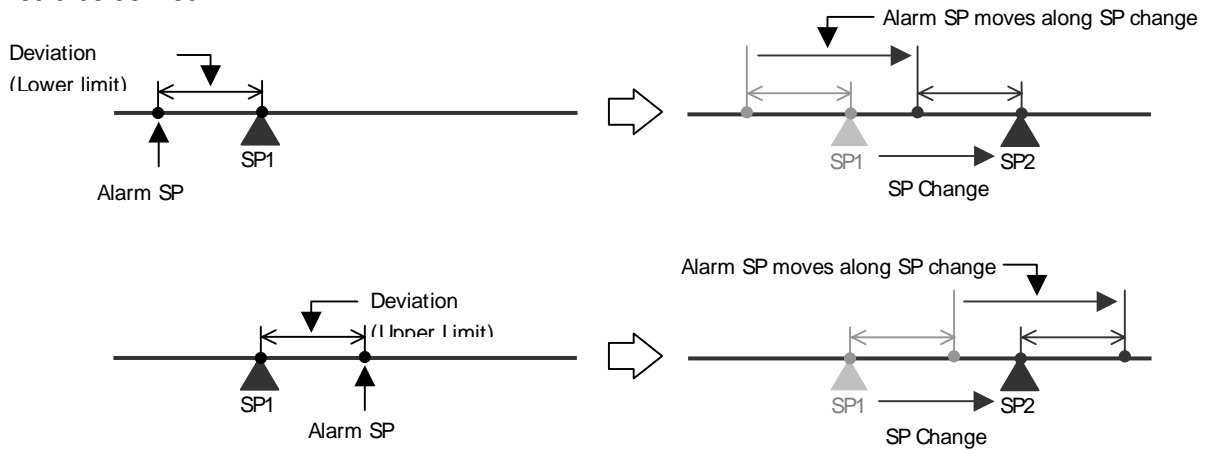 Alarm SP moves along SP change
Deviation
(Lower limit)
SP1
Alarm SP
SP1
SP2
SP Change
Deviation
(Upper Limit)
SP1
Alarm SP
Alarm SP moves along SP change
SP1
SP2
SP Change